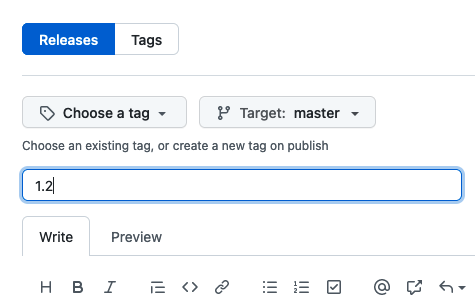 Releases Tags
Choose a tag Target: master
Choose an existing tag, or create a new tag on publish
1.2
Write Preview
H B I